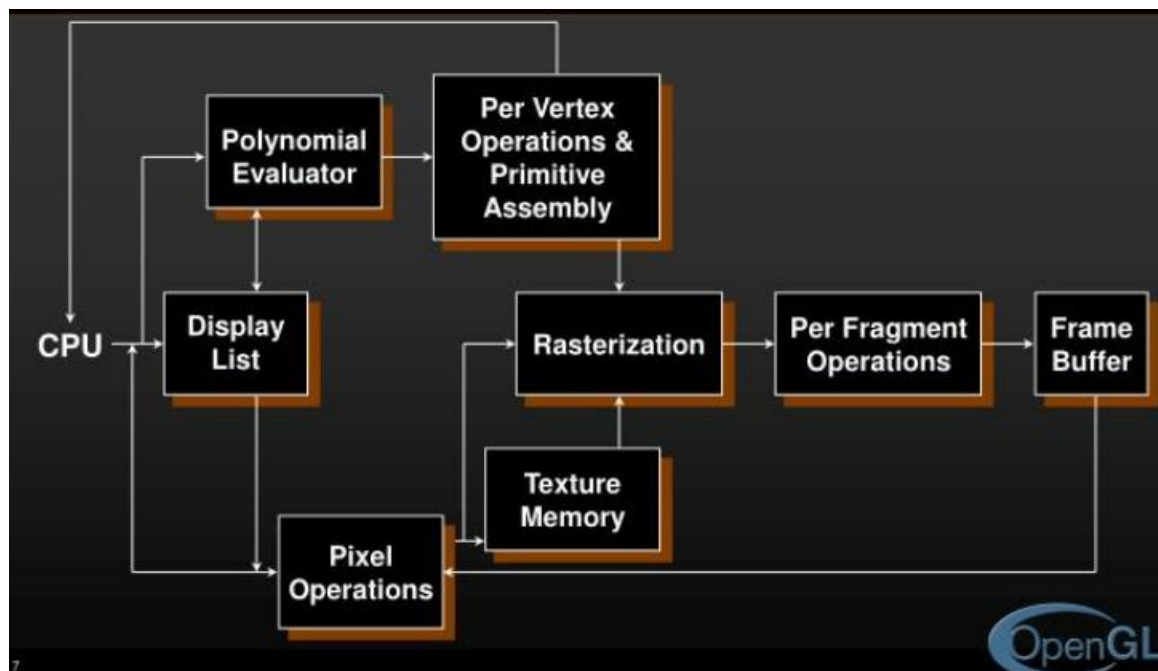 Per Vertex
Operations &
Primitive
Assembly
Polynomial
Evaluator
CPU
Display
List
Rasterization
Per Fragment
Operations
Frame
Buffer
Texture
Memory
Pixel
Operations
OpenGL
7